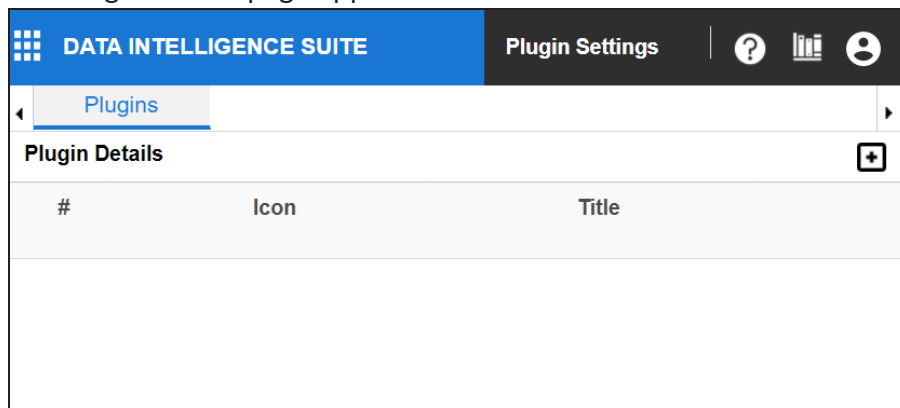 DATA INTELLIGENCE SUITE Plugin Settings
Plugins
Plugin Details
# Icon Title